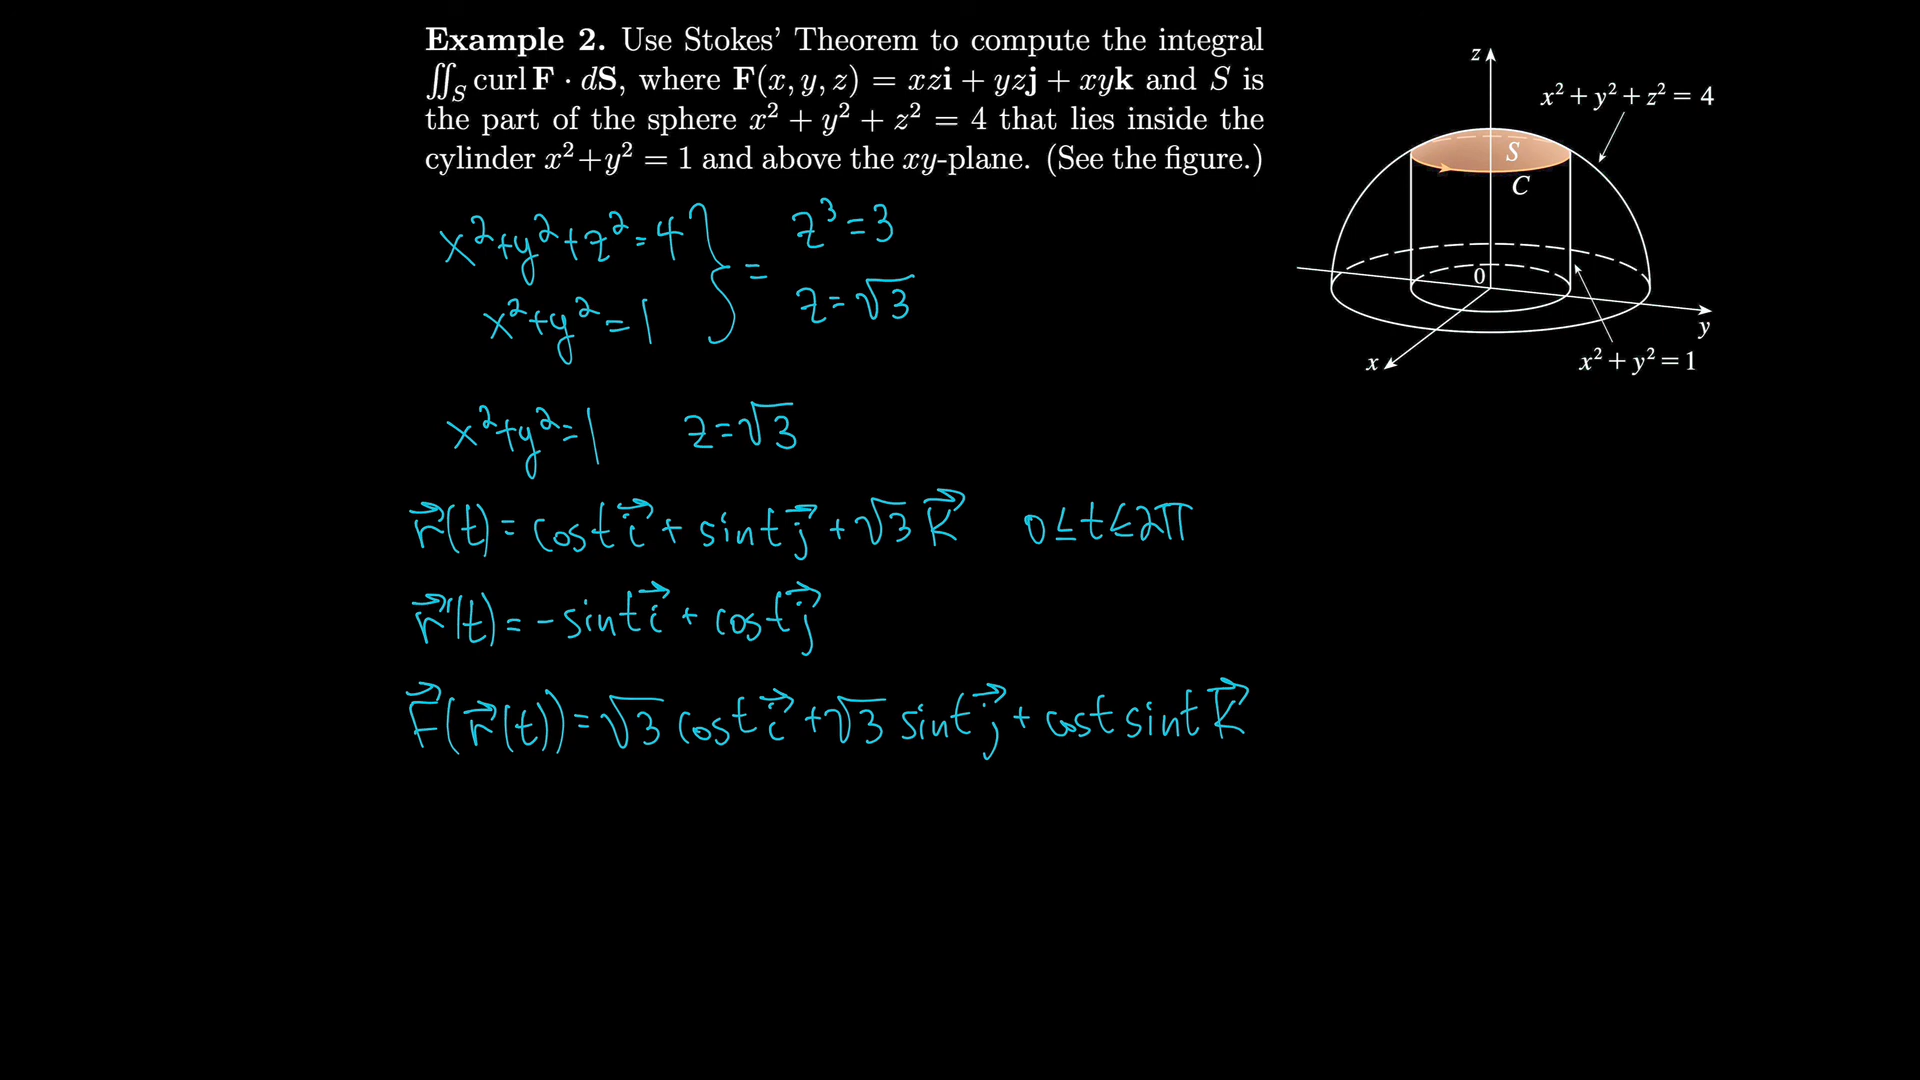 Example 2. Use Stokes' Theorem to compute the integral
∬_S curl F · dS, where F(x, y, z) = xzi + yzj + xyk and S is
the part of the sphere x² + y² + z² = 4 that lies inside the
cylinder x²+y² = 1 and above the xy-plane. (See the figure.)
x²+y²+z²=4 } = z³=3
x²+y²=1 z=√3
x²+y²=1 z=√3
r⃗(t) = cost i⃗ + sint j⃗ + √3 k⃗ 0≤t≤2π
r⃗'(t) = -sint i⃗ + cost j⃗
F⃗(r⃗(t)) = √3 cost i⃗ + √3 sint j⃗ + cost sint k⃗
z
x² + y² + z² = 4
S
C
0
y
x
x² + y² = 1